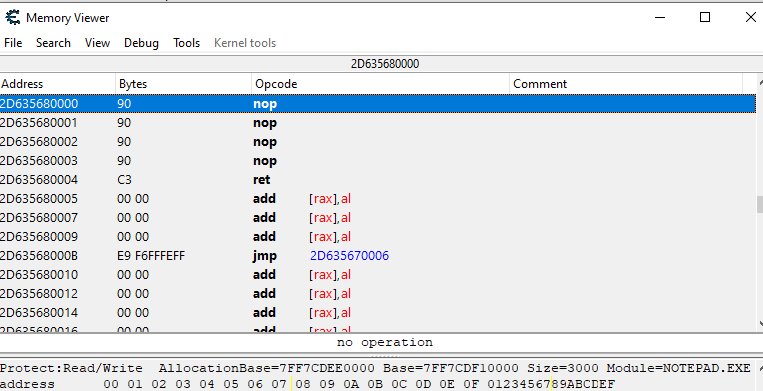 Memory Viewer
File Search View Debug Tools Kernel tools
2D635680000
Address Bytes Opcode Comment
2D635680000 90 nop
2D635680001 90 nop
2D635680002 90 nop
2D635680003 90 nop
2D635680004 C3 ret
2D635680005 00 00 add [rax],al
2D635680007 00 00 add [rax],al
2D635680009 00 00 add [rax],al
2D63568000B E9 F6FFFEFF jmp 2D635670006
2D635680010 00 00 add [rax],al
2D635680012 00 00 add [rax],al
2D635680014 00 00 add [rax],al
2D635680016 00 00 add [rax],al
no operation
Protect:Read/Write AllocationBase=7FF7CDEE0000 Base=7FF7CDF10000 Size=3000 Module=NOTEPAD.EXE
address 00 01 02 03 04 05 06 07 08 09 0A 0B 0C 0D 0E 0F 0123456789ABCDEF